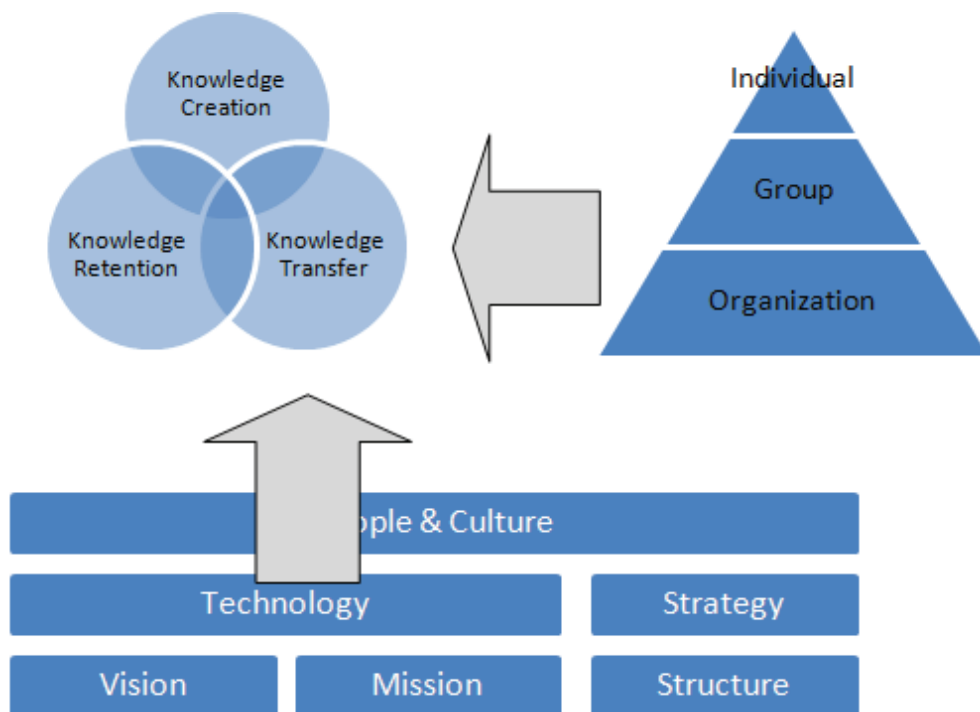 Knowledge
Creation
Knowledge
Retention
Knowledge
Transfer
Individual
Group
Organization
ople & Culture
Technology
Strategy
Vision
Mission
Structure